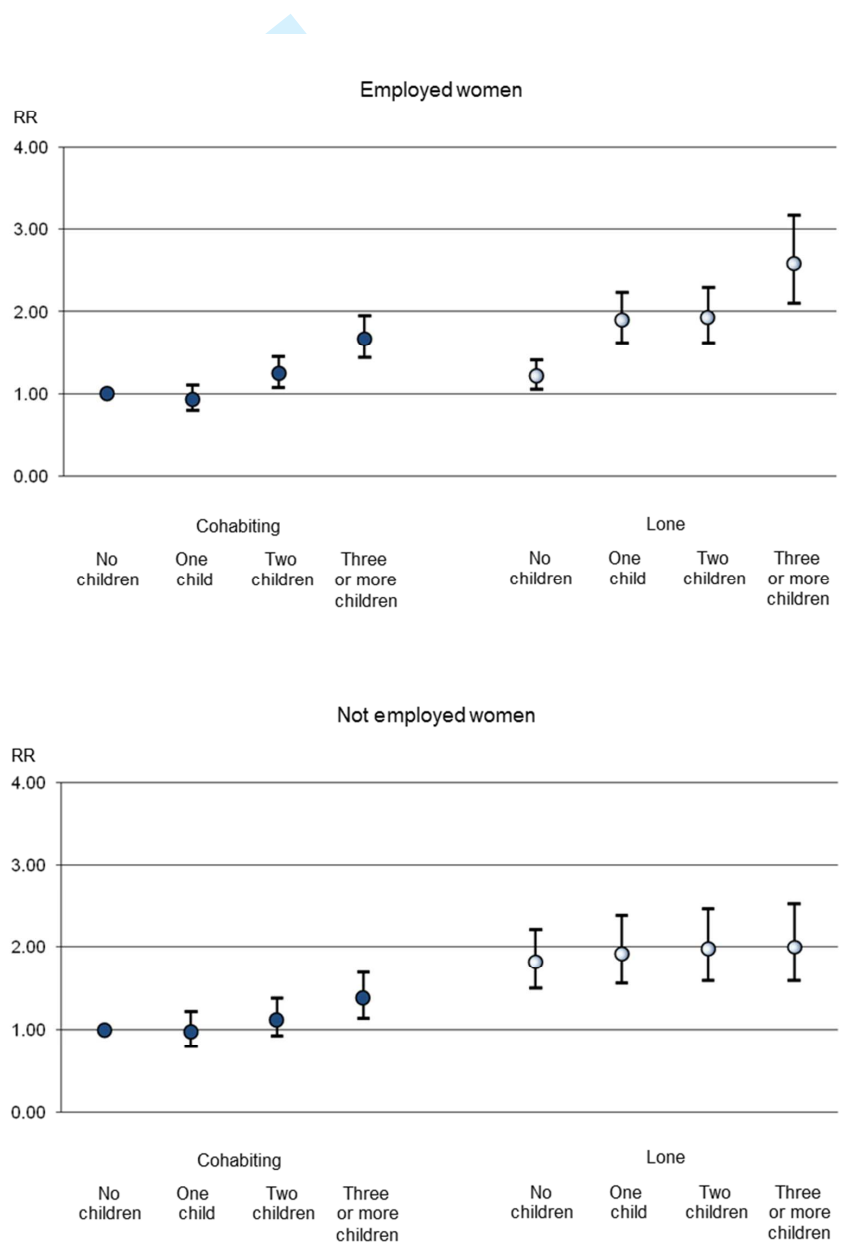 Employed women
RR
4.00
3.00
2.00
1.00
0.00
Cohabiting
Lone
No
children
One
child
Two
children
Three
or more
children
No
children
One
child
Two
children
Three
or more
children
Not employed women
RR
4.00
3.00
2.00
1.00
0.00
Cohabiting
Lone
No
children
One
child
Two
children
Three
or more
children
No
children
One
child
Two
children
Three
or more
children